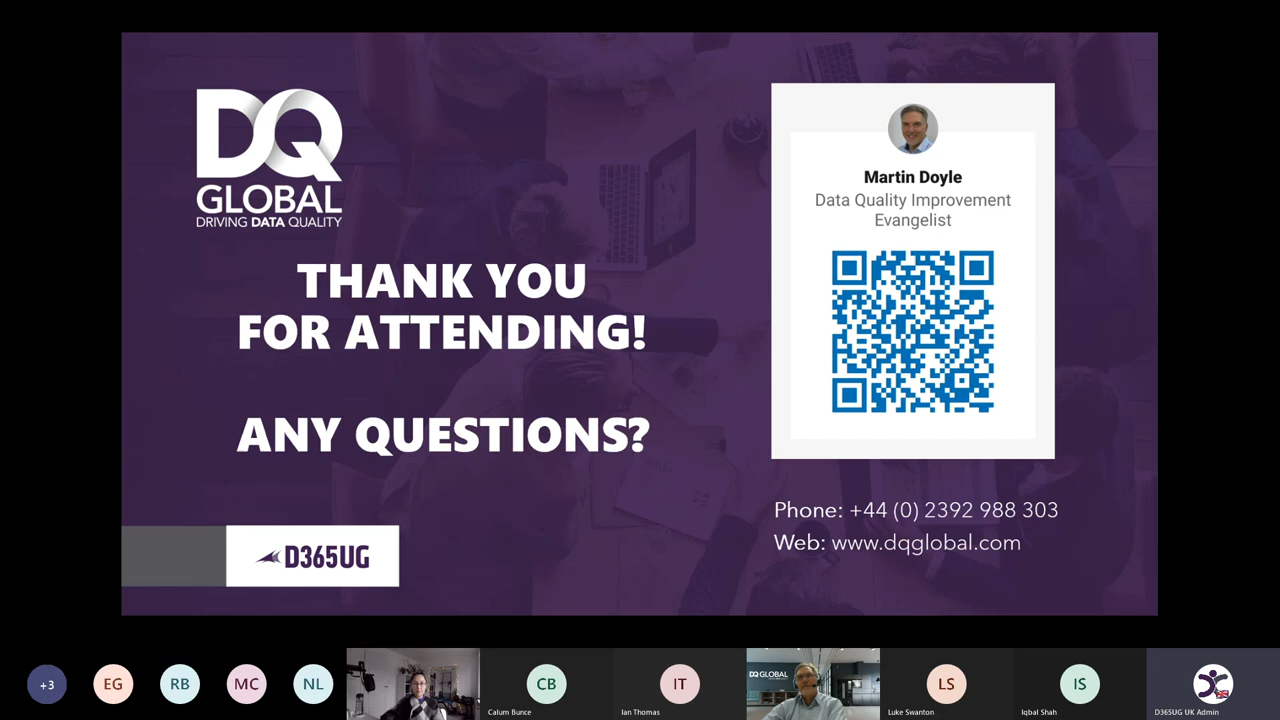 DQ
GLOBAL
DRIVING DATA QUALITY
THANK YOU
FOR ATTENDING!
ANY QUESTIONS?
D365UG
Martin Doyle
Data Quality Improvement
Evangelist
Phone: +44 (0) 2392 988 303
Web: www.dqglobal.com
+3
EG
RB
MC
NL
CB
Calum Bunce
IT
Ian Thomas
DQ GLOBAL
LS
Luke Swanton
IS
Iqbal Shah
D365UG UK Admin